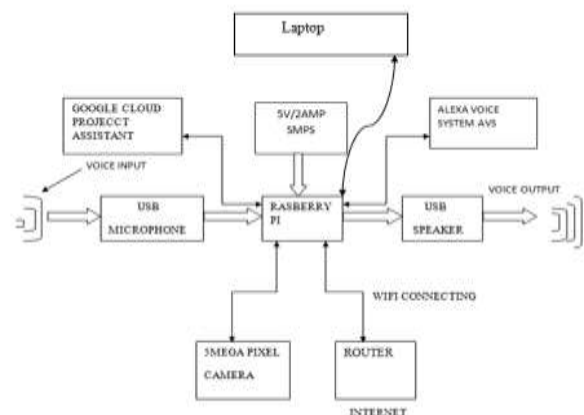 Laptop
GOOGLE CLOUD
PROJECCT
ASSISTANT
5V/2AMP
SMPS
ALEXA VOICE
SYSTEM AVS
VOICE INPUT
VOICE OUTPUT
USB
MICROPHONE
RASBERRY
PI
USB
SPEAKER
WIFI CONNECTING
5MEGA PIXEL
CAMERA
ROUTER
INTERNET